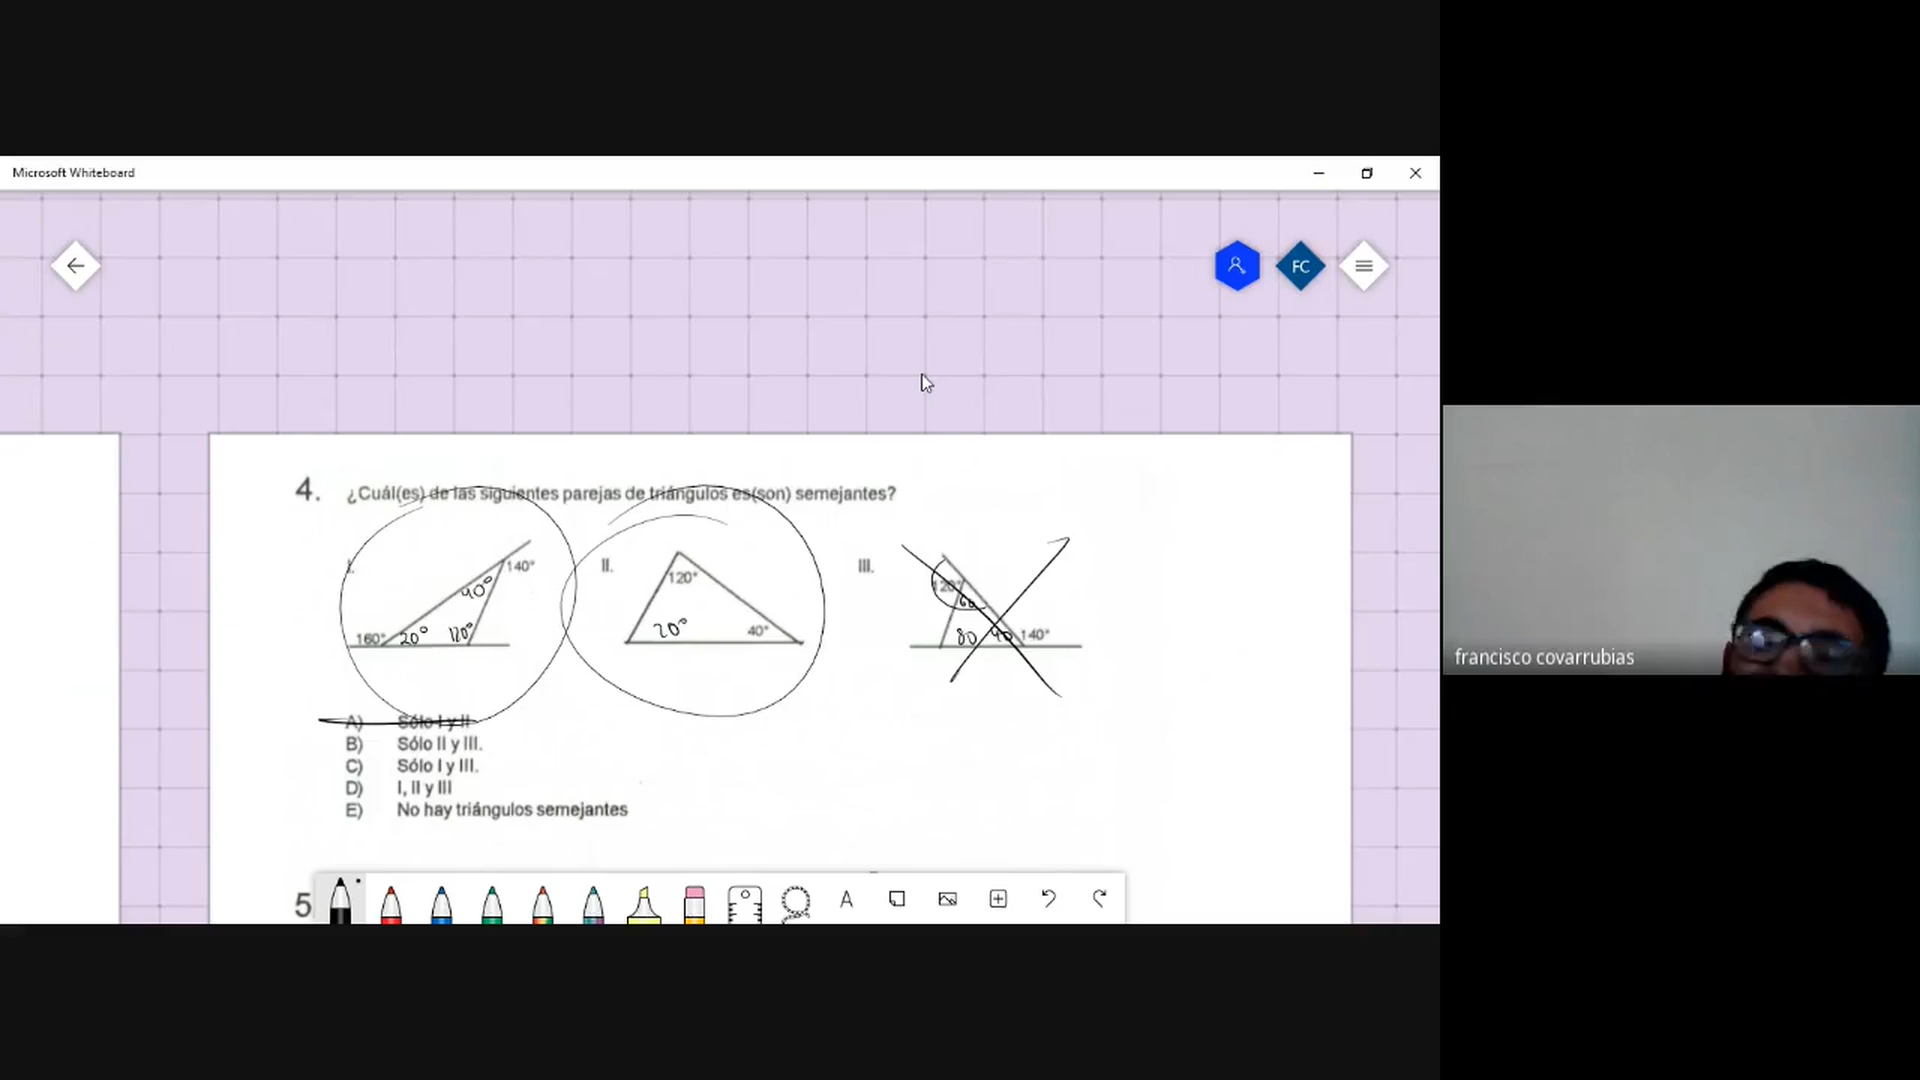 Microsoft Whiteboard
FC
4. ¿Cuál(es) de las siguientes parejas de triángulos es(son) semejantes?
I. 140° 40° 160° 20° 120°
II. 120° 20° 40°
III. 120° 60 80 40 140°
A) Sólo I y II
B) Sólo II y III.
C) Sólo I y III.
D) I, II y III
E) No hay triángulos semejantes
5
A
francisco covarrubias